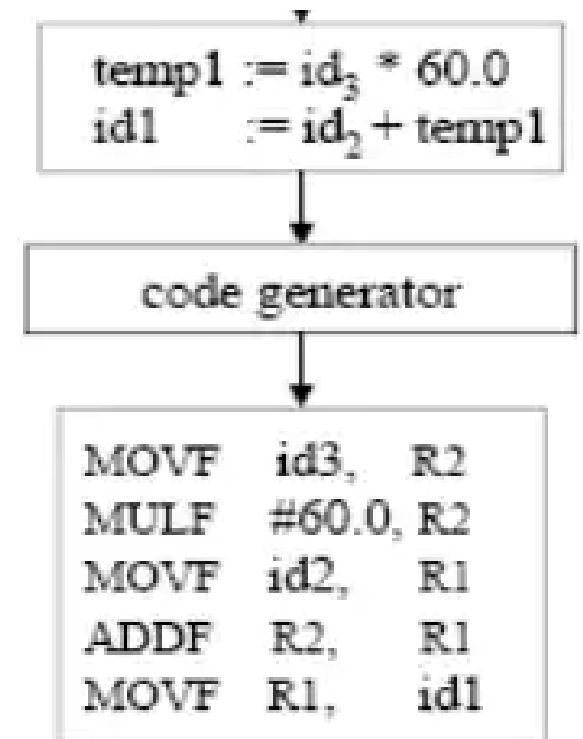 temp1 := id₃ * 60.0
id1 := id₂ + temp1
code generator
MOVF id3, R2
MULF #60.0, R2
MOVF id2, R1
ADDF R2, R1
MOVF R1, id1